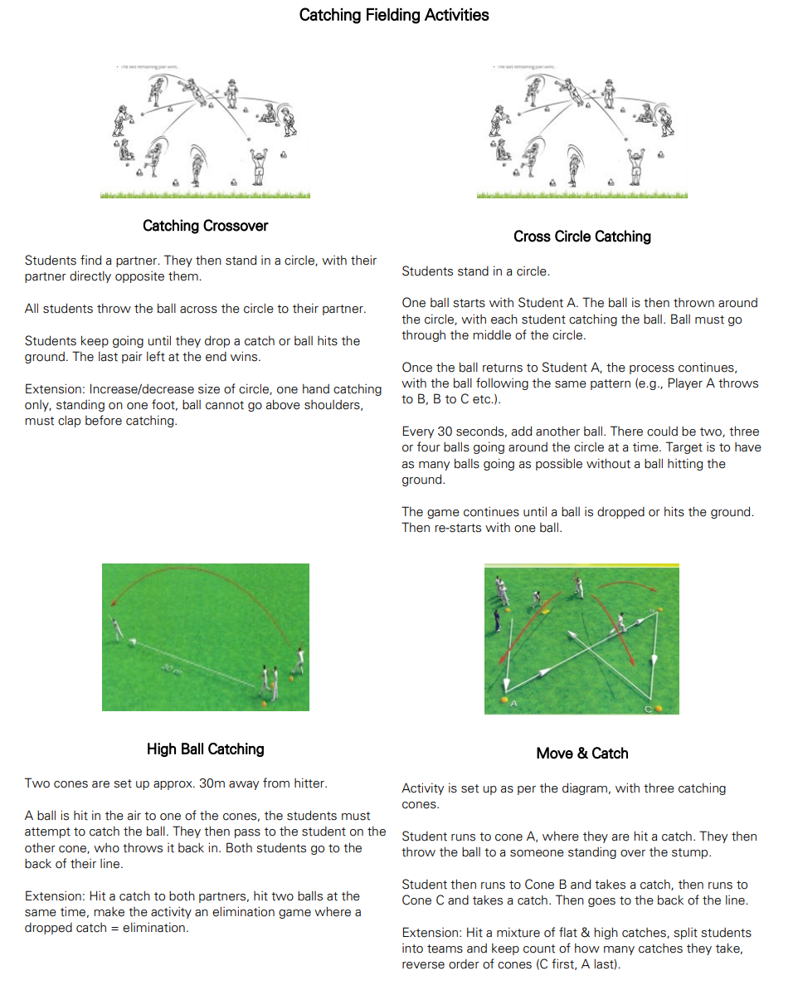 Catching Fielding Activities
• The last remaining pair wins.
• The last remaining pair wins.
Catching Crossover
Students find a partner. They then stand in a circle, with their
partner directly opposite them.
All students throw the ball across the circle to their partner.
Students keep going until they drop a catch or ball hits the
ground. The last pair left at the end wins.
Extension: Increase/decrease size of circle, one hand catching
only, standing on one foot, ball cannot go above shoulders,
must clap before catching.
Cross Circle Catching
Students stand in a circle.
One ball starts with Student A. The ball is then thrown around
the circle, with each student catching the ball. Ball must go
through the middle of the circle.
Once the ball returns to Student A, the process continues,
with the ball following the same pattern (e.g., Player A throws
to B, B to C etc.).
Every 30 seconds, add another ball. There could be two, three
or four balls going around the circle at a time. Target is to have
as many balls going as possible without a ball hitting the
ground.
The game continues until a ball is dropped or hits the ground.
Then re-starts with one ball.
30 m
A
C
High Ball Catching
Two cones are set up approx. 30m away from hitter.
A ball is hit in the air to one of the cones, the students must
attempt to catch the ball. They then pass to the student on the
other cone, who throws it back in. Both students go to the
back of their line.
Extension: Hit a catch to both partners, hit two balls at the
same time, make the activity an elimination game where a
dropped catch = elimination.
Move & Catch
Activity is set up as per the diagram, with three catching
cones.
Student runs to cone A, where they are hit a catch. They then
throw the ball to a someone standing over the stump.
Student then runs to Cone B and takes a catch, then runs to
Cone C and takes a catch. Then goes to the back of the line.
Extension: Hit a mixture of flat & high catches, split students
into teams and keep count of how many catches they take,
reverse order of cones (C first, A last).